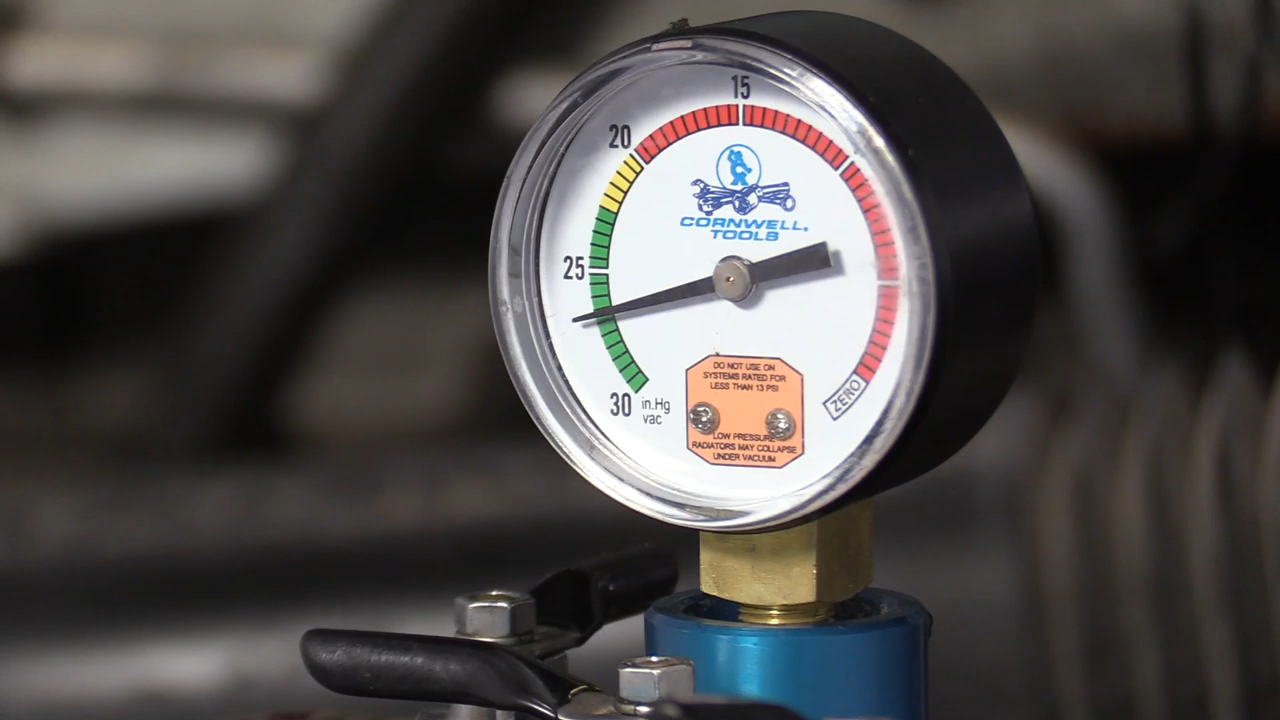 15
20
25
30
in.Hg
vac
ZERO
CORNWELL.
TOOLS
DO NOT USE ON
SYSTEMS RATED FOR
LESS THAN 13 PSI
LOW PRESSURE
RADIATORS MAY COLLAPSE
UNDER VACUUM